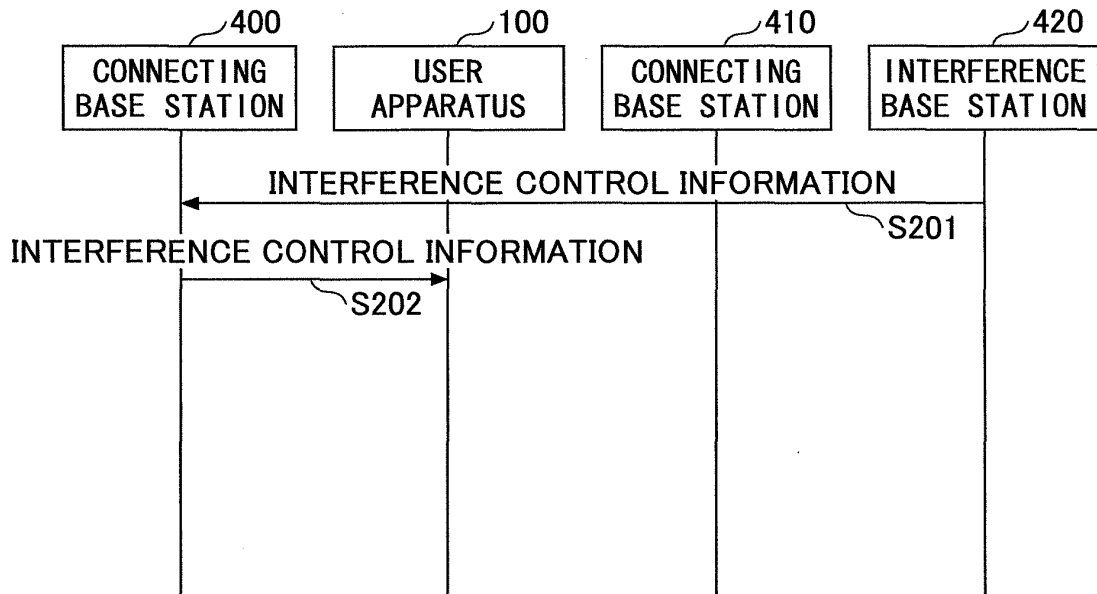 400
100
410
420
CONNECTING
BASE STATION
USER
APPARATUS
CONNECTING
BASE STATION
INTERFERENCE
BASE STATION
INTERFERENCE CONTROL INFORMATION
S201
INTERFERENCE CONTROL INFORMATION
S202